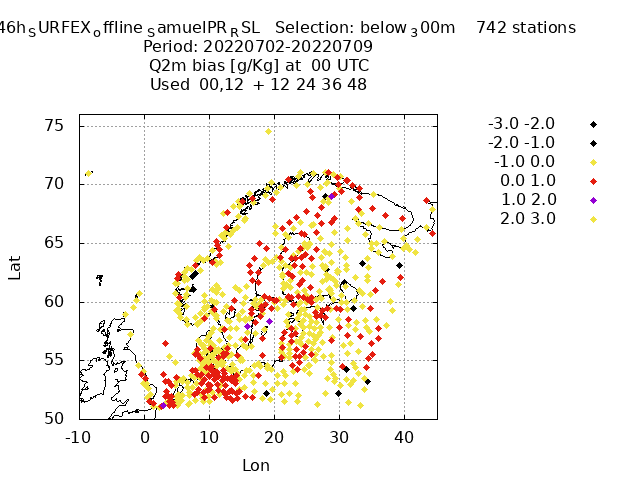 46hSURFEXoffline SamuelPRRSL Selection: below300m 742 stations
Period: 20220702-20220709
Q2m bias [g/Kg] at 00 UTC
Used 00,12 + 12 24 36 48
-3.0 -2.0
-2.0 -1.0
-1.0 0.0
0.0 1.0
1.0 2.0
2.0 3.0
75
70
65
60
55
50
Lat
-10 0 10 20 30 40
Lon